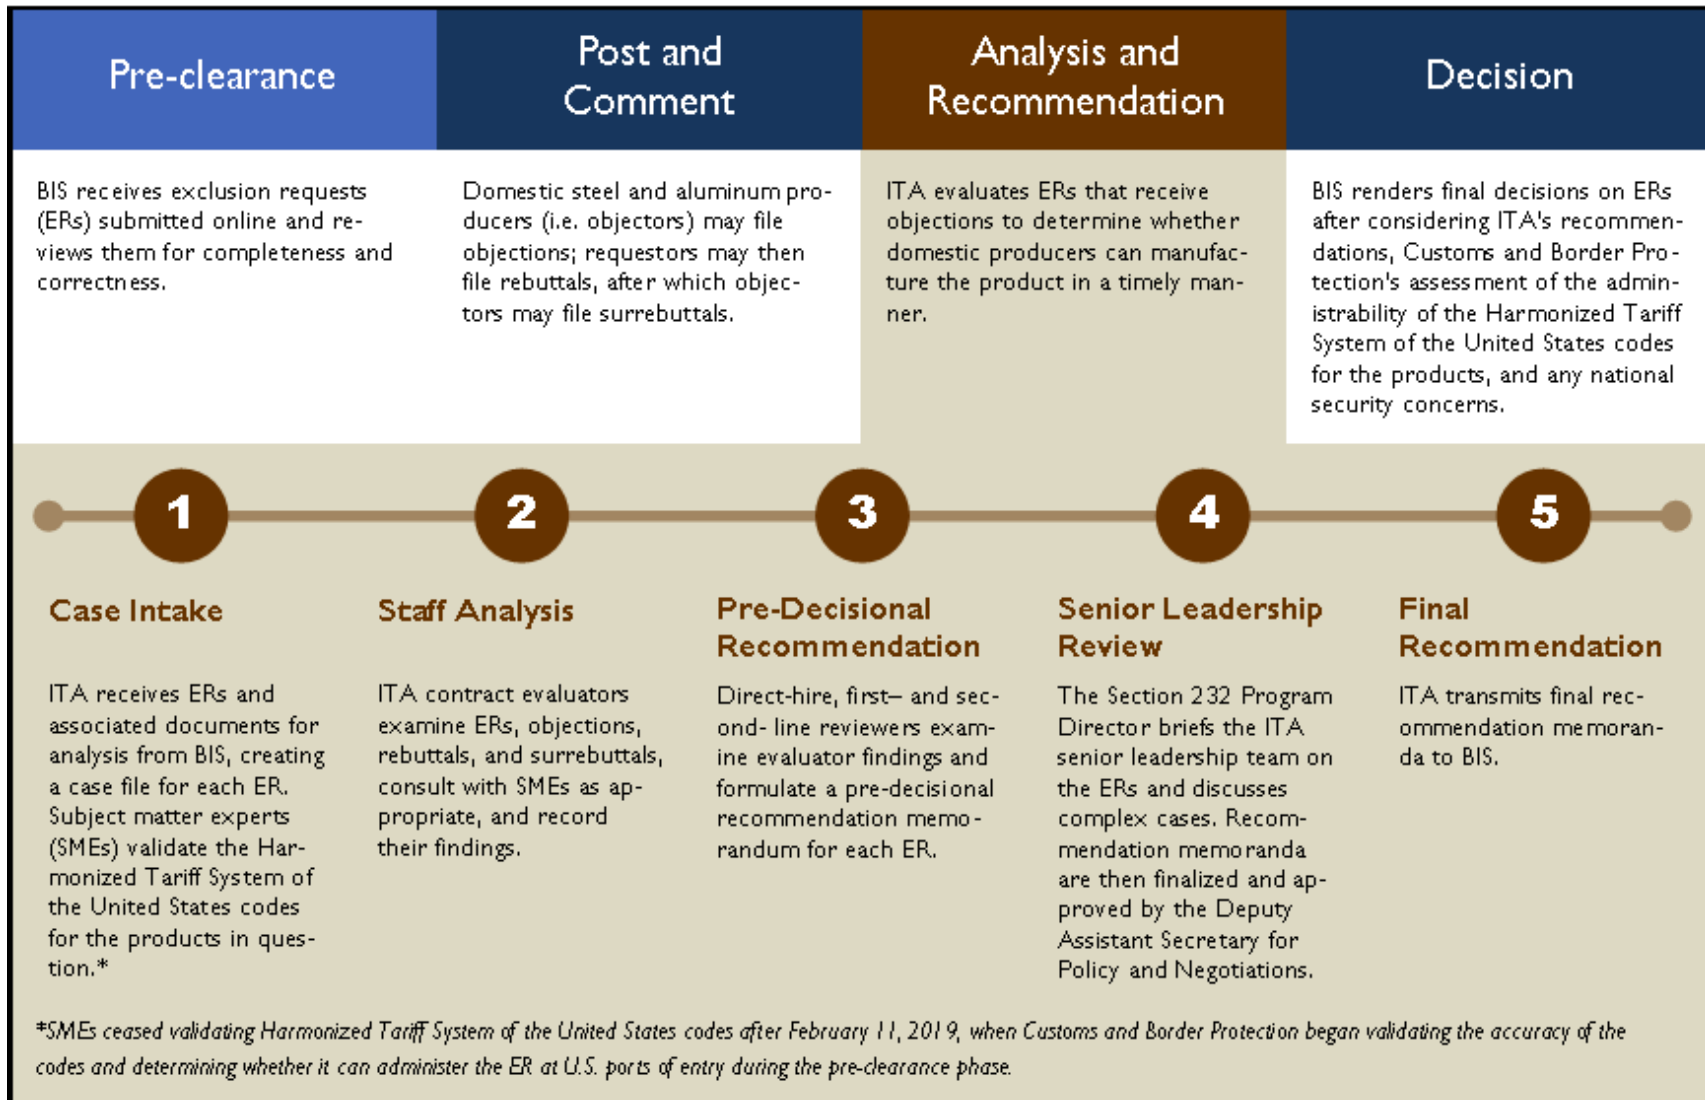 Pre-clearance
Post and
Comment
Analysis and
Recommendation
Decision
BIS receives exclusion requests
(ERs) submitted online and re-
views them for completeness and
correctness.
Domestic steel and aluminum pro-
ducers (i.e. objectors) may file
objections; requestors may then
file rebuttals, after which objec-
tors may file surrebuttals.
ITA evaluates ERs that receive
objections to determine whether
domestic producers can manufac-
ture the product in a timely man-
ner.
BIS renders final decisions on ERs
after considering ITA's recommen-
dations, Customs and Border Pro-
tection's assessment of the admin-
istrability of the Harmonized Tariff
System of the United States codes
for the products, and any national
security concerns.
1
2
3
4
5
Case Intake
ITA receives ERs and
associated documents for
analysis from BIS, creating
a case file for each ER.
Subject matter experts
(SMEs) validate the Har-
monized Tariff System of
the United States codes
for the products in ques-
tion.*
Staff Analysis
ITA contract evaluators
examine ERs, objections,
rebuttals, and surrebuttals,
consult with SMEs as ap-
propriate, and record
their findings.
Pre-Decisional
Recommendation
Direct-hire, first– and sec-
ond- line reviewers exam-
ine evaluator findings and
formulate a pre-decisional
recommendation memo-
randum for each ER.
Senior Leadership
Review
The Section 232 Program
Director briefs the ITA
senior leadership team on
the ERs and discusses
complex cases. Recom-
mendation memoranda
are then finalized and ap-
proved by the Deputy
Assistant Secretary for
Policy and Negotiations.
Final
Recommendation
ITA transmits final rec-
ommendation memoran-
da to BIS.
*SMEs ceased validating Harmonized Tariff System of the United States codes after February 11, 2019, when Customs and Border Protection began validating the accuracy of the
codes and determining whether it can administer the ER at U.S. ports of entry during the pre-clearance phase.